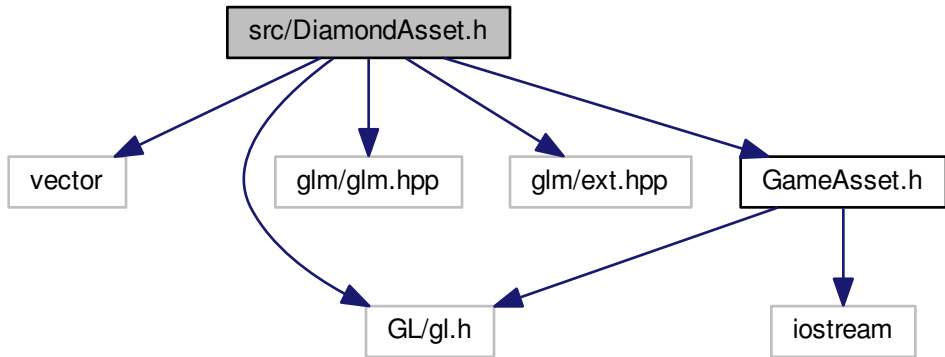 src/DiamondAsset.h
vector
glm/glm.hpp
glm/ext.hpp
GameAsset.h
GL/gl.h
iostream